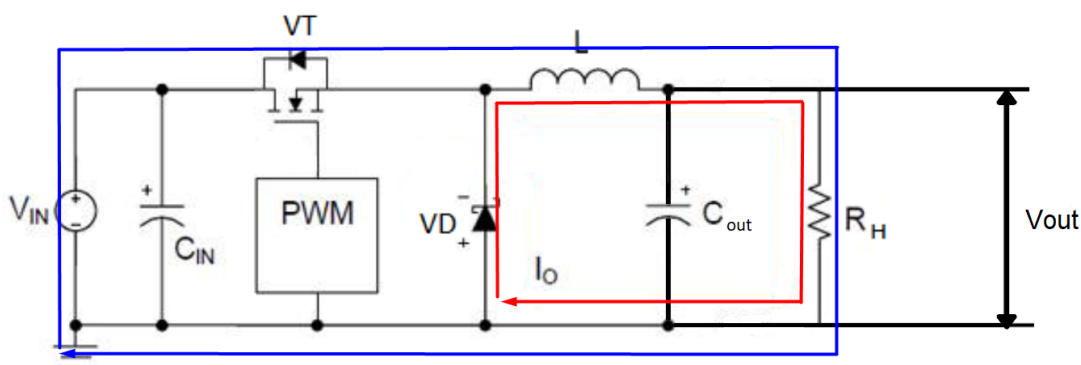 VT
L
VIN
+
-
+
CIN
PWM
VD
-
+
IO
+
Cout
RH
Vout